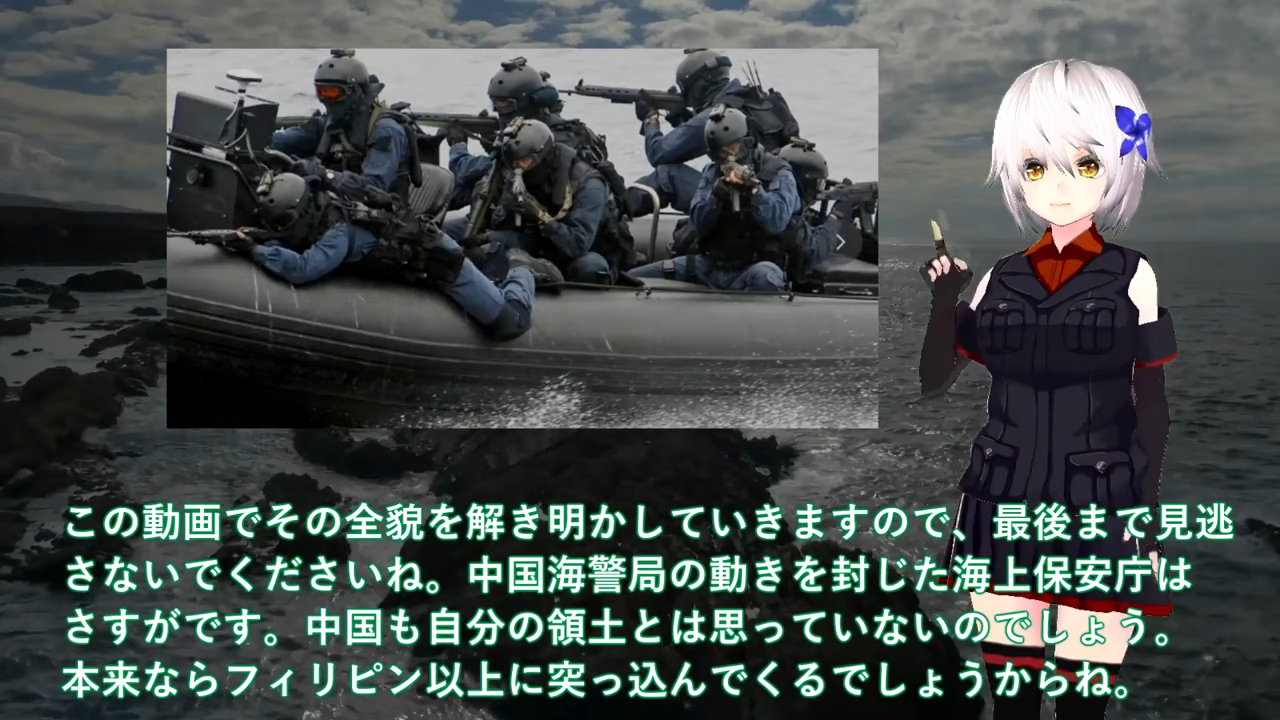 この動画でその全貌を解き明かしていきますので、最後まで見逃
さないでくださいね。中国海警局の動きを封じた海上保安庁は
さすがです。中国も自分の領土とは思っていないのでしょう。
本来ならフィリピン以上に突っ込んでくるでしょうからね。